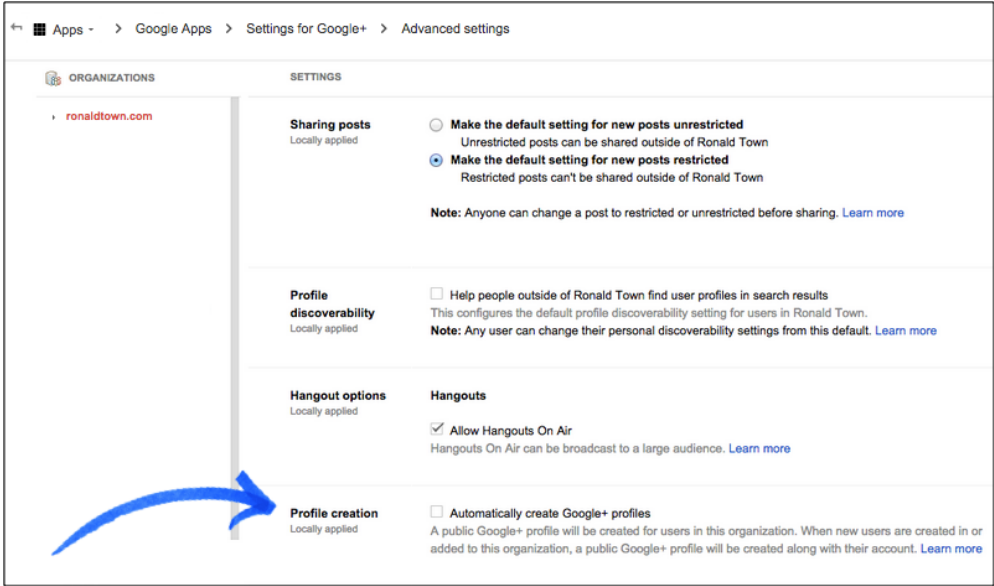 Apps > Google Apps > Settings for Google+ > Advanced settings
ORGANIZATIONS
SETTINGS
ronaldtown.com
Sharing posts
Locally applied
Make the default setting for new posts unrestricted
Unrestricted posts can be shared outside of Ronald Town
Make the default setting for new posts restricted
Restricted posts can't be shared outside of Ronald Town
Note: Anyone can change a post to restricted or unrestricted before sharing. Learn more
Profile
discoverability
Locally applied
Help people outside of Ronald Town find user profiles in search results
This configures the default profile discoverability setting for users in Ronald Town.
Note: Any user can change their personal discoverability settings from this default. Learn more
Hangout options
Locally applied
Hangouts
Allow Hangouts On Air
Hangouts On Air can be broadcast to a large audience. Learn more
Profile creation
Locally applied
Automatically create Google+ profiles
A public Google+ profile will be created for users in this organization. When new users are created in or
added to this organization, a public Google+ profile will be created along with their account. Learn more